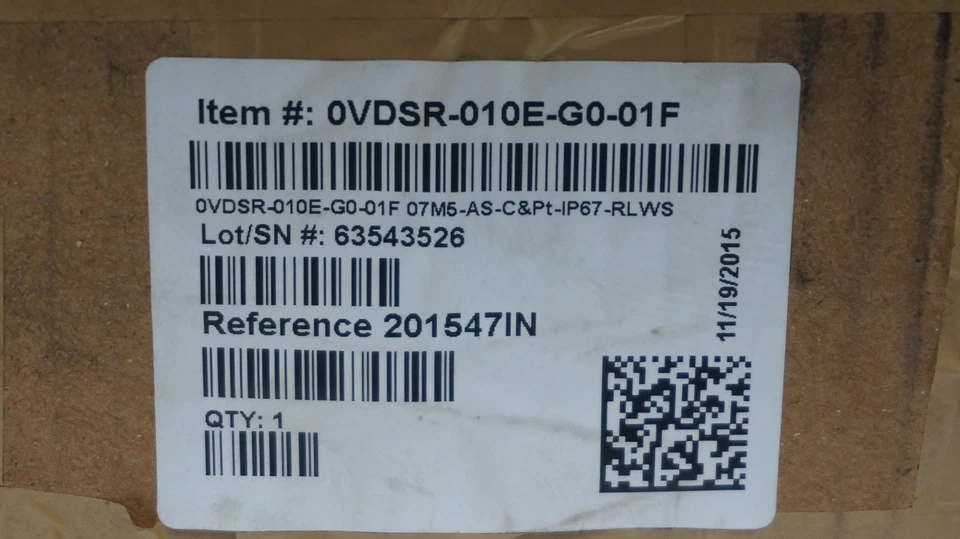 Item #: 0VDSR-010E-G0-01F
0VDSR-010E-G0-01F 07M5-AS-C&Pt-IP67-RLWS
Lot/SN #: 63543526
Reference 201547IN
QTY: 1
11/19/2015